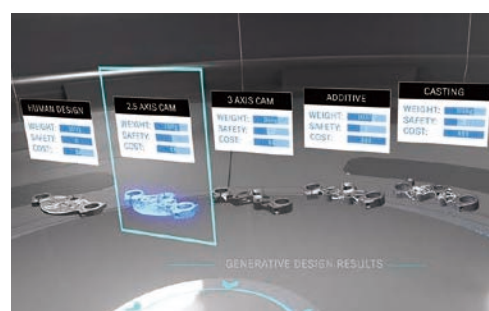 HUMAN DESIGN
WEIGHT:
SAFETY:
COST:
2.5 AXIS CAM
WEIGHT:
SAFETY:
COST:
3 AXIS CAM
WEIGHT:
SAFETY:
COST:
ADDITIVE
WEIGHT:
SAFETY:
COST:
CASTING
WEIGHT:
SAFETY:
COST:
GENERATIVE DESIGN RESULTS